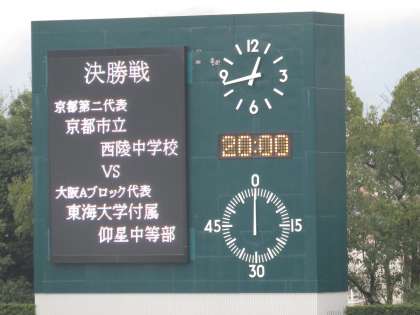 決勝戦
京都第二代表
京都市立
西陵中学校
VS
大阪Aブロック代表
東海大学付属
仰星中等部
12
3
6
9
20:00
0
15
30
45